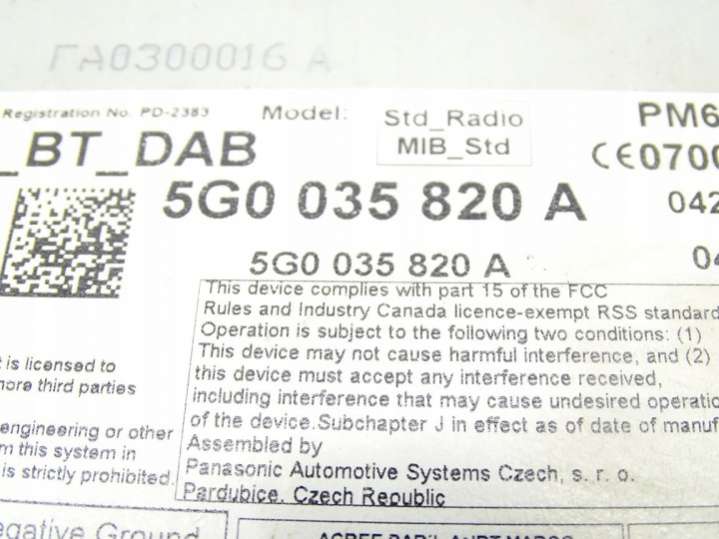 FA0300016 A
Registration No. PD-2383 Model: Std_Radio PM6
_BT_DAB MIB_Std CE0700
5G0 035 820 A 042
5G0 035 820 A 04
This device complies with part 15 of the FCC
Rules and Industry Canada licence-exempt RSS standard
Operation is subject to the following two conditions: (1)
This device may not cause harmful interference, and (2)
this device must accept any interference received,
including interference that may cause undesired operatio
of the device.Subchapter J in effect as of date of manuf
Assembled by
Panasonic Automotive Systems Czech, s. r. o.
Pardubice, Czech Republic
t is licensed to
more third parties
engineering or other
m this system in
is strictly prohibited.
egative Ground
AGREE PAR